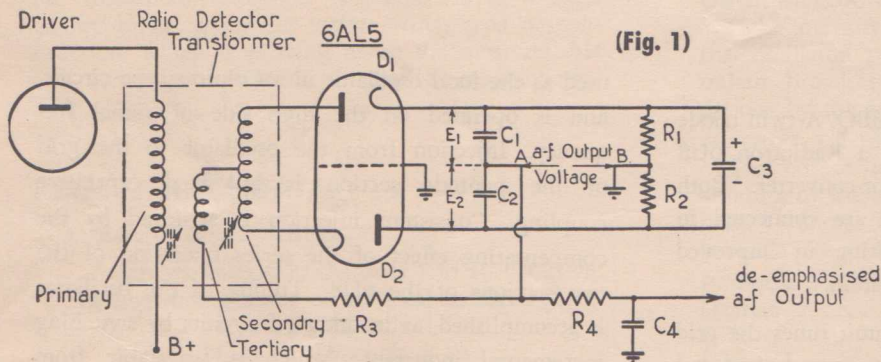 Driver
Ratio Detector
Transformer
6AL5
(Fig. 1)
D1
E1
C1
R1
+
C3
A
a-f Output
Voltage
B
E2
C2
R2
D2
Primary
B+
Secondry
Tertiary
R3
R4
C4
de-emphasised
a-f Output